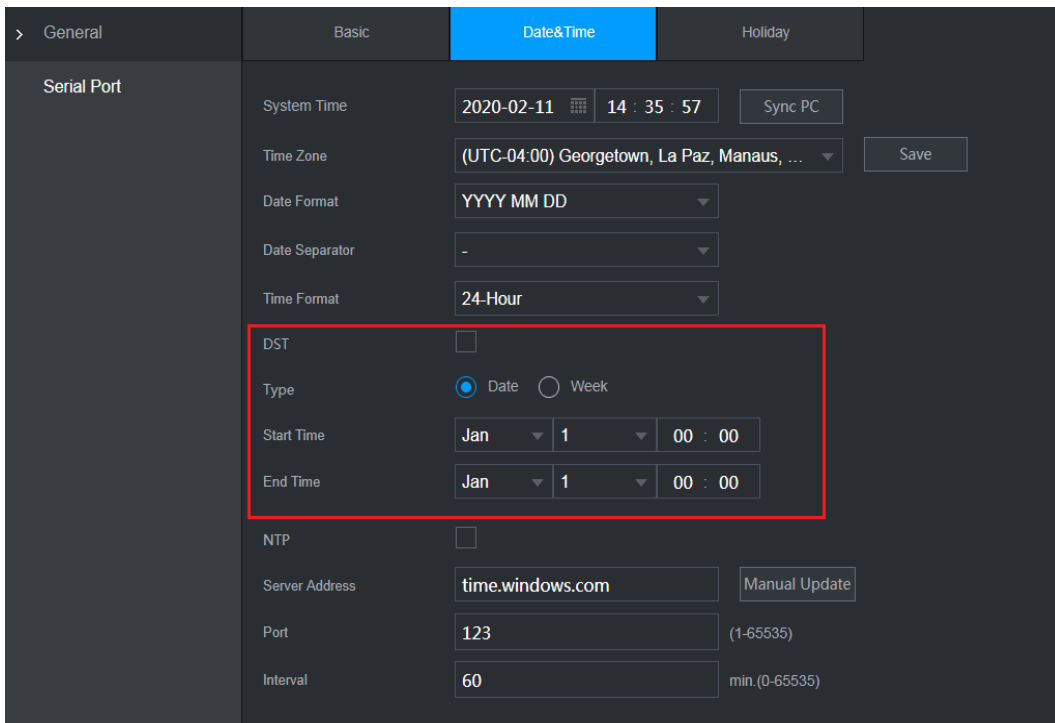 General
Serial Port
Basic Date&Time Holiday
System Time 2020-02-11 14 : 35 : 57 Sync PC
Time Zone (UTC-04:00) Georgetown, La Paz, Manaus, ... Save
Date Format YYYY MM DD
Date Separator -
Time Format 24-Hour
DST
Type Date Week
Start Time Jan 1 00 : 00
End Time Jan 1 00 : 00
NTP
Server Address time.windows.com Manual Update
Port 123 (1-65535)
Interval 60 min.(0-65535)